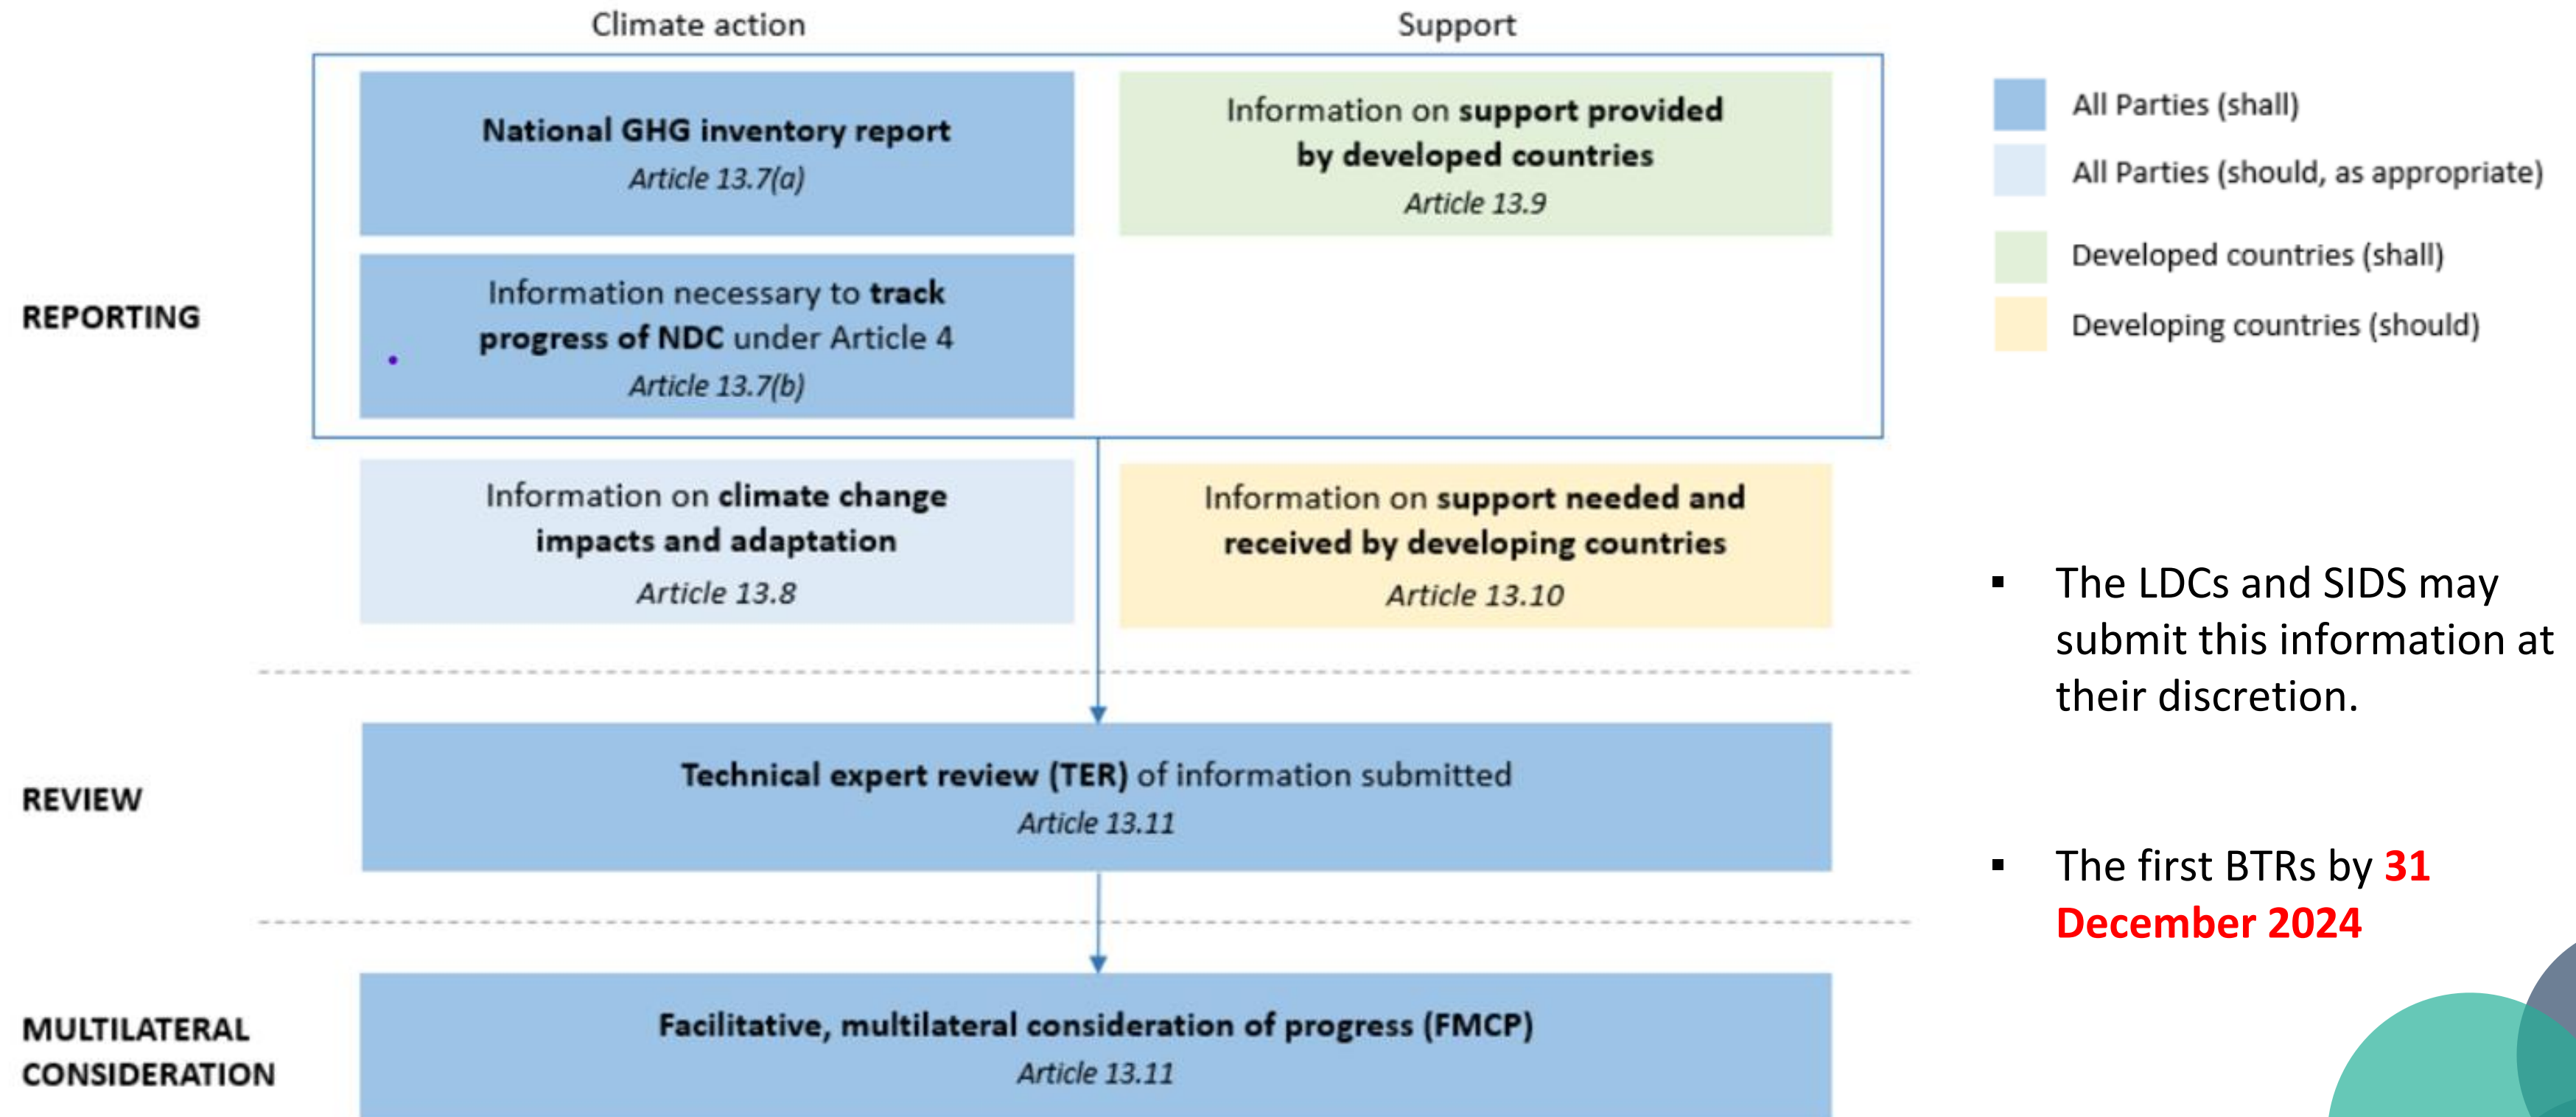 Climate action
Support
REPORTING
National GHG inventory report
Article 13.7(a)
Information on support provided
by developed countries
Article 13.9
Information necessary to track
progress of NDC under Article 4
Article 13.7(b)
Information on climate change
impacts and adaptation
Article 13.8
Information on support needed and
received by developing countries
Article 13.10
REVIEW
Technical expert review (TER) of information submitted
Article 13.11
MULTILATERAL
CONSIDERATION
Facilitative, multilateral consideration of progress (FMCP)
Article 13.11
All Parties (shall)
All Parties (should, as appropriate)
Developed countries (shall)
Developing countries (should)
▪ The LDCs and SIDS may
submit this information at
their discretion.
▪ The first BTRs by 31
December 2024